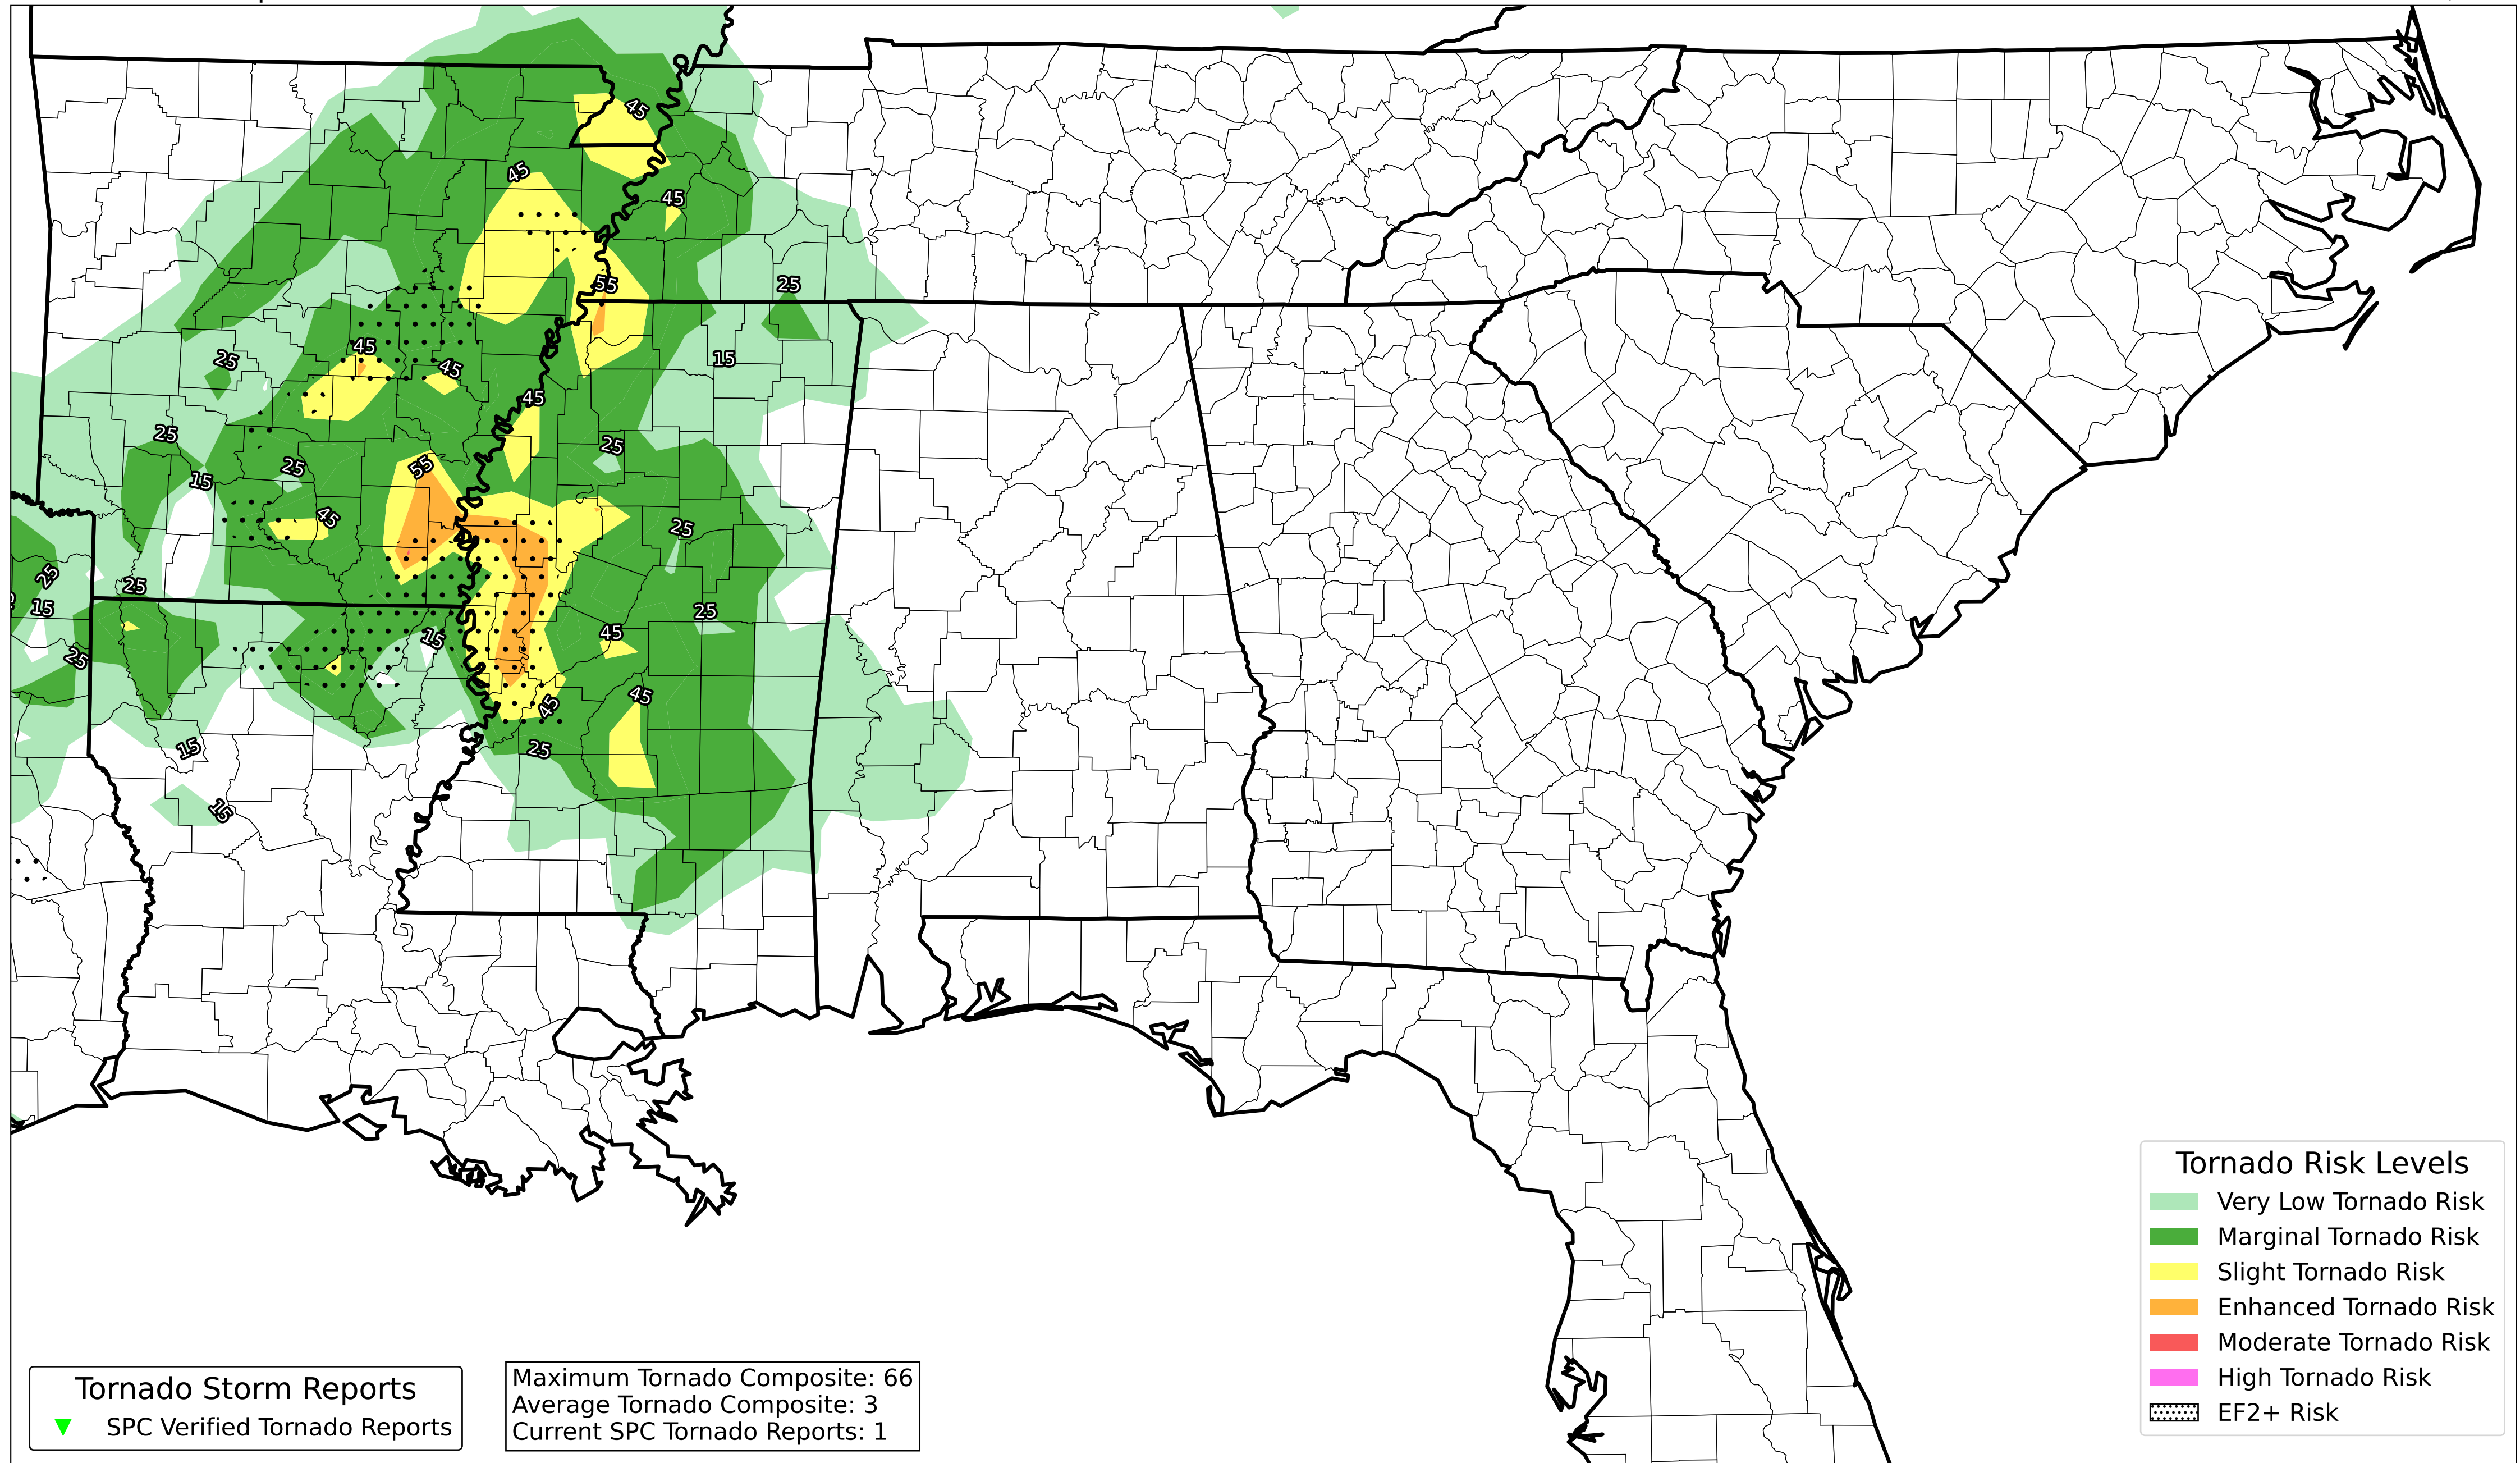 45
45
45
55
25
45
15
25
45
45
25
25
55
25
15
45
25
25
25
15
25
15
45
25
45
45
25
15
15
Tornado Risk Levels
Very Low Tornado Risk
Marginal Tornado Risk
Slight Tornado Risk
Enhanced Tornado Risk
Moderate Tornado Risk
High Tornado Risk
EF2+ Risk
Tornado Storm Reports
SPC Verified Tornado Reports
Maximum Tornado Composite: 66
Average Tornado Composite: 3
Current SPC Tornado Reports: 1